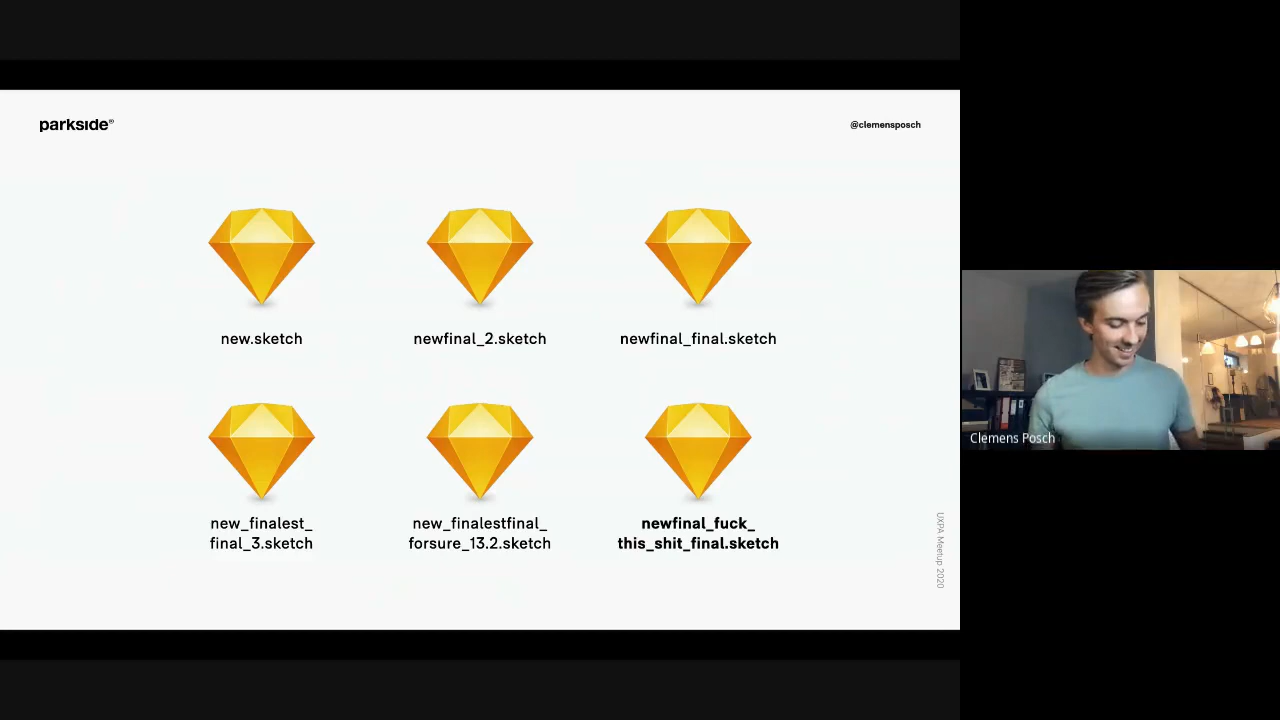 parksıde®
@clemensposch
new.sketch
newfinal_2.sketch
newfinal_final.sketch
new_finalest_
final_3.sketch
new_finalestfinal_
forsure_13.2.sketch
newfinal_fuck_
this_shit_final.sketch
UXPA Meetup 2020
Clemens Posch